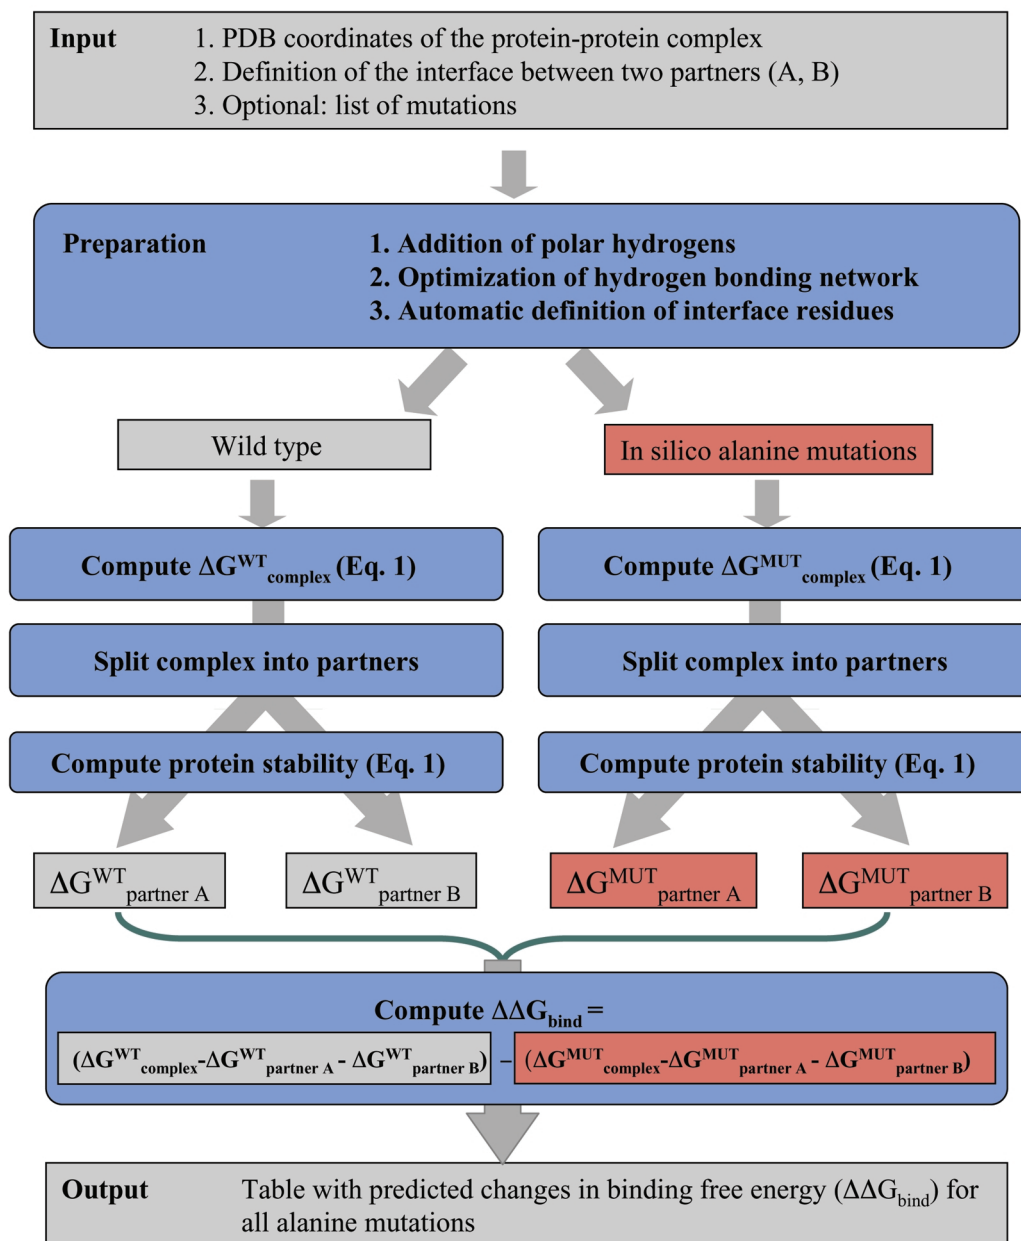 Input 1. PDB coordinates of the protein-protein complex
2. Definition of the interface between two partners (A, B)
3. Optional: list of mutations
Preparation 1. Addition of polar hydrogens
2. Optimization of hydrogen bonding network
3. Automatic definition of interface residues
Wild type
In silico alanine mutations
Compute ΔG^WT_complex (Eq. 1)
Compute ΔG^MUT_complex (Eq. 1)
Split complex into partners
Split complex into partners
Compute protein stability (Eq. 1)
Compute protein stability (Eq. 1)
ΔG^WT_partner A
ΔG^WT_partner B
ΔG^MUT_partner A
ΔG^MUT_partner B
Compute ΔΔG_bind =
(ΔG^WT_complex-ΔG^WT_partner A - ΔG^WT_partner B) – (ΔG^MUT_complex-ΔG^MUT_partner A - ΔG^MUT_partner B)
Output Table with predicted changes in binding free energy (ΔΔG_bind) for
all alanine mutations